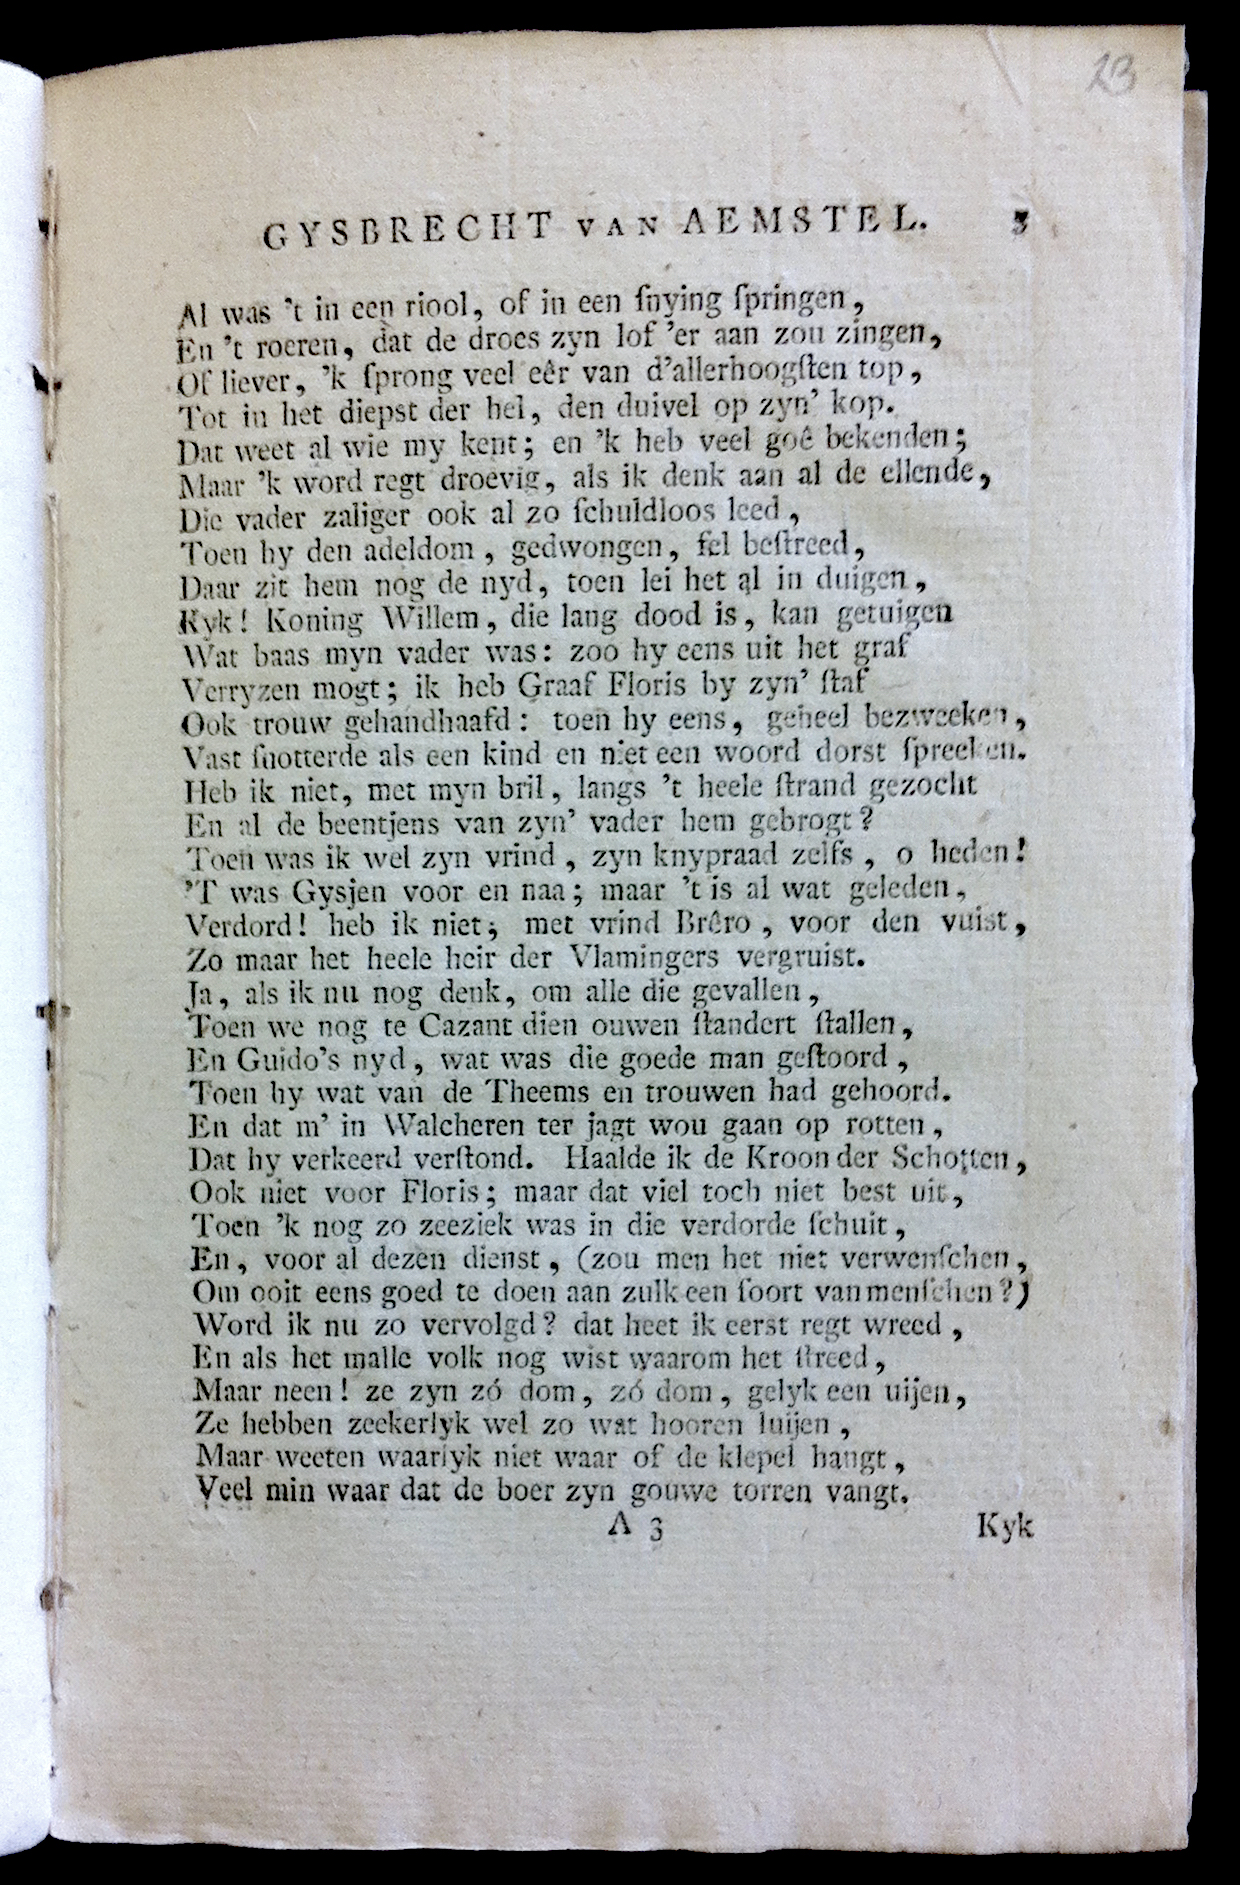 23
GYSBRECHT VAN AEMSTEL. 3
Al was 't in een riool, of in een ſnying ſpringen,
En 't roeren, dat de droes zyn lof 'er aan zou zingen,
Of liever, 'k ſprong veel eêr van d'allerhoogſten top,
Tot in het diepst der hel, den duivel op zyn' kop.
Dat weet al wie my kent; en 'k heb veel goê bekenden;
Maar 'k word regt droevig, als ik denk aan al de ellende,
Die vader zaliger ook al zo ſchuldloos leed,
Toen hy den adeldom, gedwongen, fel beſtreed,
Daar zit hem nog de nyd, toen lei het al in duigen,
Kyk! Koning Willem, die lang dood is, kan getuigen
Wat baas myn vader was: zoo hy eens uit het graf
Verryzen mogt; ik heb Graaf Floris by zyn' ſtaf
Ook trouw gehandhaafd: toen hy eens, geheel bezweeken,
Vast ſnotterde als een kind en niet een woord dorst ſpreeken.
Heb ik niet, met myn bril, langs 't heele ſtrand gezocht
En al de beentjens van zyn' vader hem gebrogt?
Toen was ik wel zyn vrind, zyn knypraad zelfs, o heden!
'T was Gysjen voor en naa; maar 't is al wat geleden,
Verdord! heb ik niet; met vrind Brêro, voor den vuist,
Zo maar het heele heir der Vlamingers vergruist.
Ja, als ik nu nog denk, om alle die gevallen,
Toen we nog te Cazant dien ouwen ſtandert ſtallen,
En Guido's nyd, wat was die goede man geſtoord,
Toen hy wat van de Theems en trouwen had gehoord.
En dat m' in Walcheren ter jagt wou gaan op rotten,
Dat hy verkeerd verſtond. Haalde ik de Kroon der Schotten,
Ook niet voor Floris; maar dat viel toch niet best uit,
Toen 'k nog zo zeeziek was in die verdorde ſchuit,
En, voor al dezen dienst, (zou men het niet verwenſchen,
Om ooit eens goed te doen aan zulk een ſoort van menſchen?)
Word ik nu zo vervolgd? dat heet ik eerst regt wreed,
En als het malle volk nog wist waarom het ſtreed,
Maar neen! ze zyn zó dom, zó dom, gelyk een uijen,
Ze hebben zeekerlyk wel zo wat hooren luijen,
Maar weeten waarlyk niet waar of de klepel hangt,
Veel min waar dat de boer zyn gouwe torren vangt.
A 3 Kyk